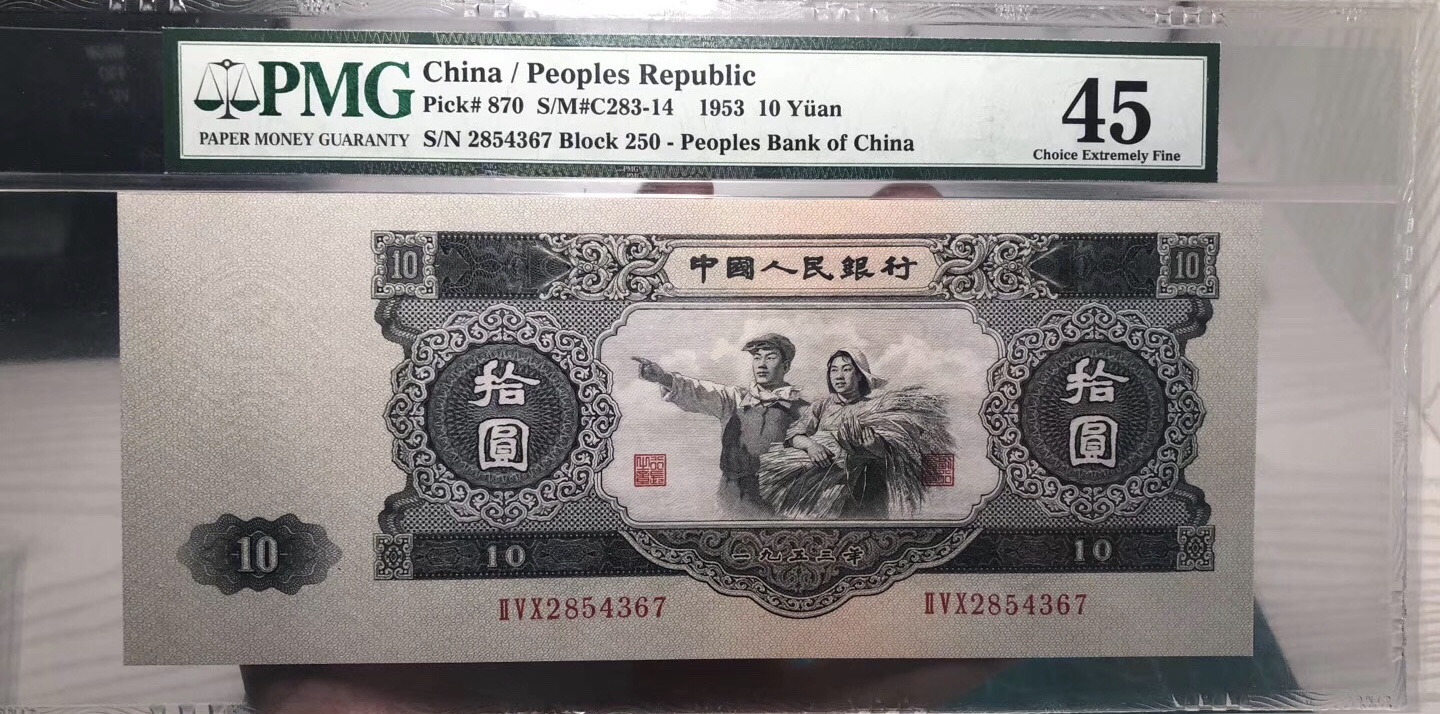 PMG
PAPER MONEY GUARANTY
China / Peoples Republic
Pick# 870 S/M#C283-14 1953 10 Yüan
S/N 2854367 Block 250 - Peoples Bank of China
45
Choice Extremely Fine
10
中國人民銀行
10
拾圓
拾圓
10
10
一九五三年
10
ⅡⅤⅩ2854367
ⅡⅤⅩ2854367